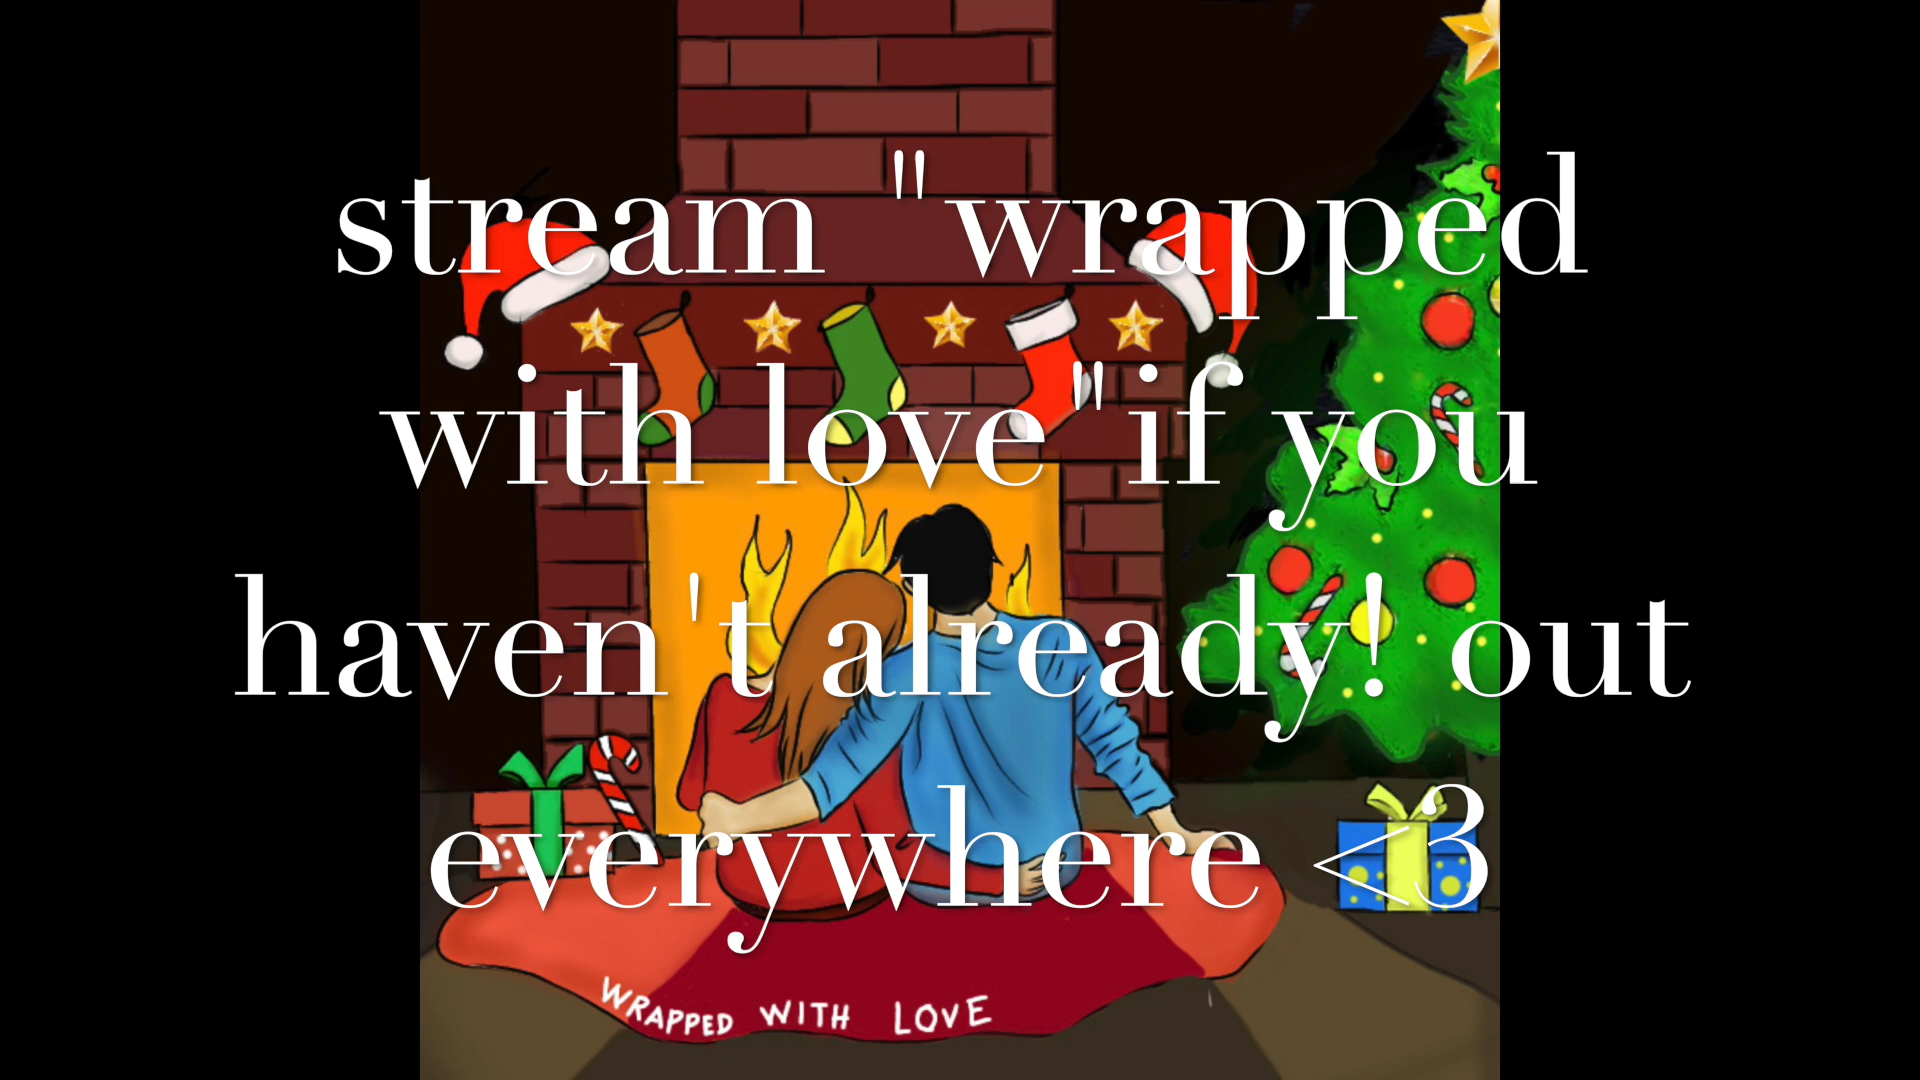 stream "wrapped
with love"if you
haven't already! out
everywhere <3
WRAPPED WITH LOVE